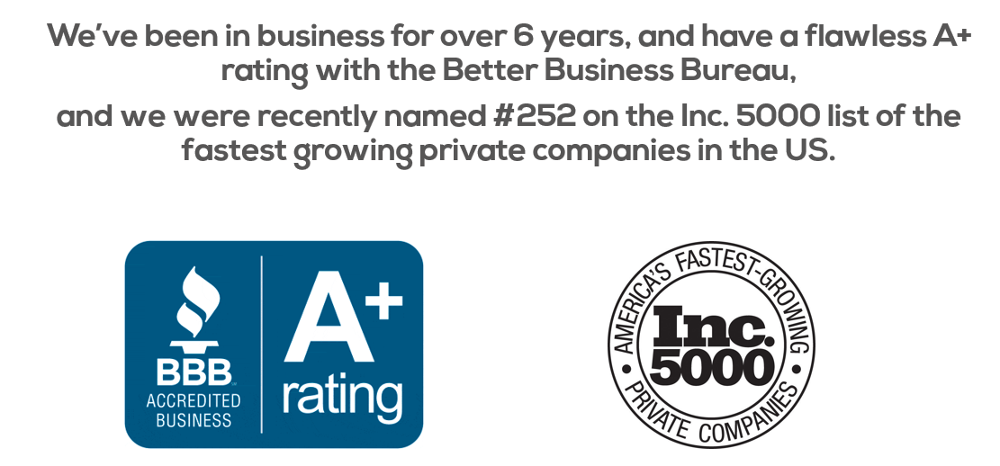 We've been in business for over 6 years, and have a flawless A+
rating with the Better Business Bureau,
and we were recently named #252 on the Inc. 5000 list of the
fastest growing private companies in the US.
BBB
ACCREDITED
BUSINESS
A+
rating
AMERICA'S FASTEST-GROWING
Inc.
5000
• PRIVATE COMPANIES •